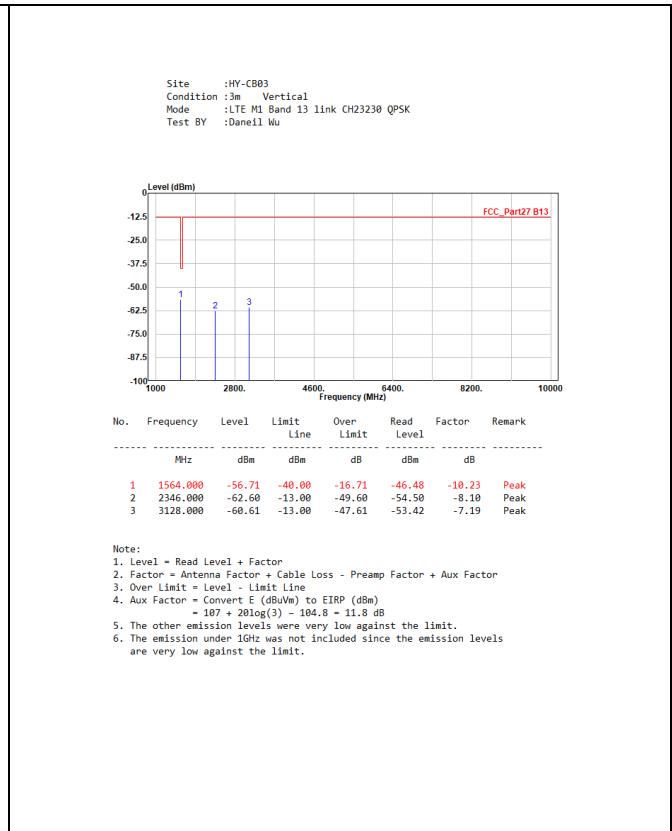 Site :HY-CB03
Condition :3m Vertical
Mode :LTE M1 Band 13 link CH23230 QPSK
Test BY :Daneil Wu
Level (dBm)
0
FCC_Part27 B13
-12.5
-25.0
-37.5
-50.0
1
3
2
-62.5
-75.0
-87.5
-100
1000 2800. 4600. 6400. 8200. 10000
Frequency (MHz)
No. Frequency Level Limit Over Read Factor Remark
Line Limit Level
------ ----------- -------- --------- -------- -------- -------- ---------
MHz dBm dBm dB dBm dB
1 1564.000 -56.71 -40.00 -16.71 -46.48 -10.23 Peak
2 2346.000 -62.60 -13.00 -49.60 -54.50 -8.10 Peak
3 3128.000 -60.61 -13.00 -47.61 -53.42 -7.19 Peak
Note:
1. Level = Read Level + Factor
2. Factor = Antenna Factor + Cable Loss - Preamp Factor + Aux Factor
3. Over Limit = Level - Limit Line
4. Aux Factor = Convert E (dBuVm) to EIRP (dBm)
= 107 + 20log(3) – 104.8 = 11.8 dB
5. The other emission levels were very low against the limit.
6. The emission under 1GHz was not included since the emission levels
are very low against the limit.